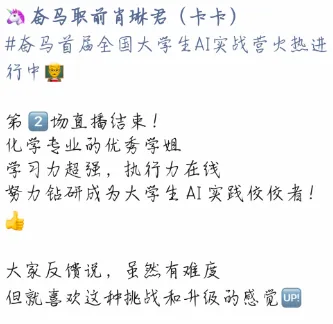 🦄奋马耶前肖琳君（卡卡）
#奋马首届全国大学生AI实战营火热进
行中👩‍🏫
第2️⃣场直播结束！
化学专业的优秀学姐
学习力超强，执行力在线
努力钻研成为大学生AI实践佼佼者！
👍
大家反馈说，虽然有难度
但就喜欢这种挑战和升级的感觉🆙